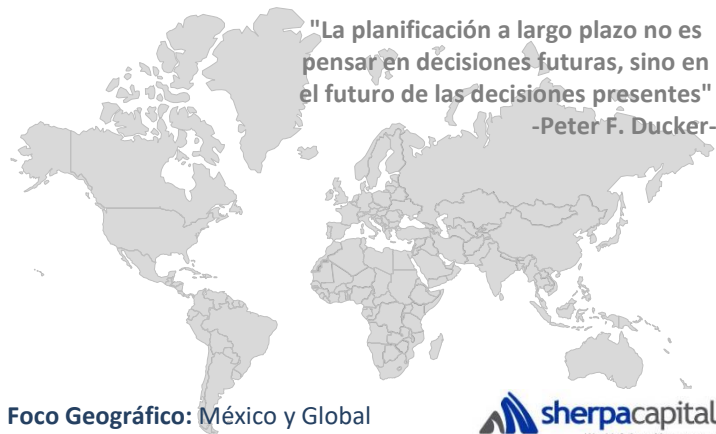 "La planificación a largo plazo no es
pensar en decisiones futuras, sino en
el futuro de las decisiones presentes"
-Peter F. Ducker-
Foco Geográfico: México y Global
sherpacapital